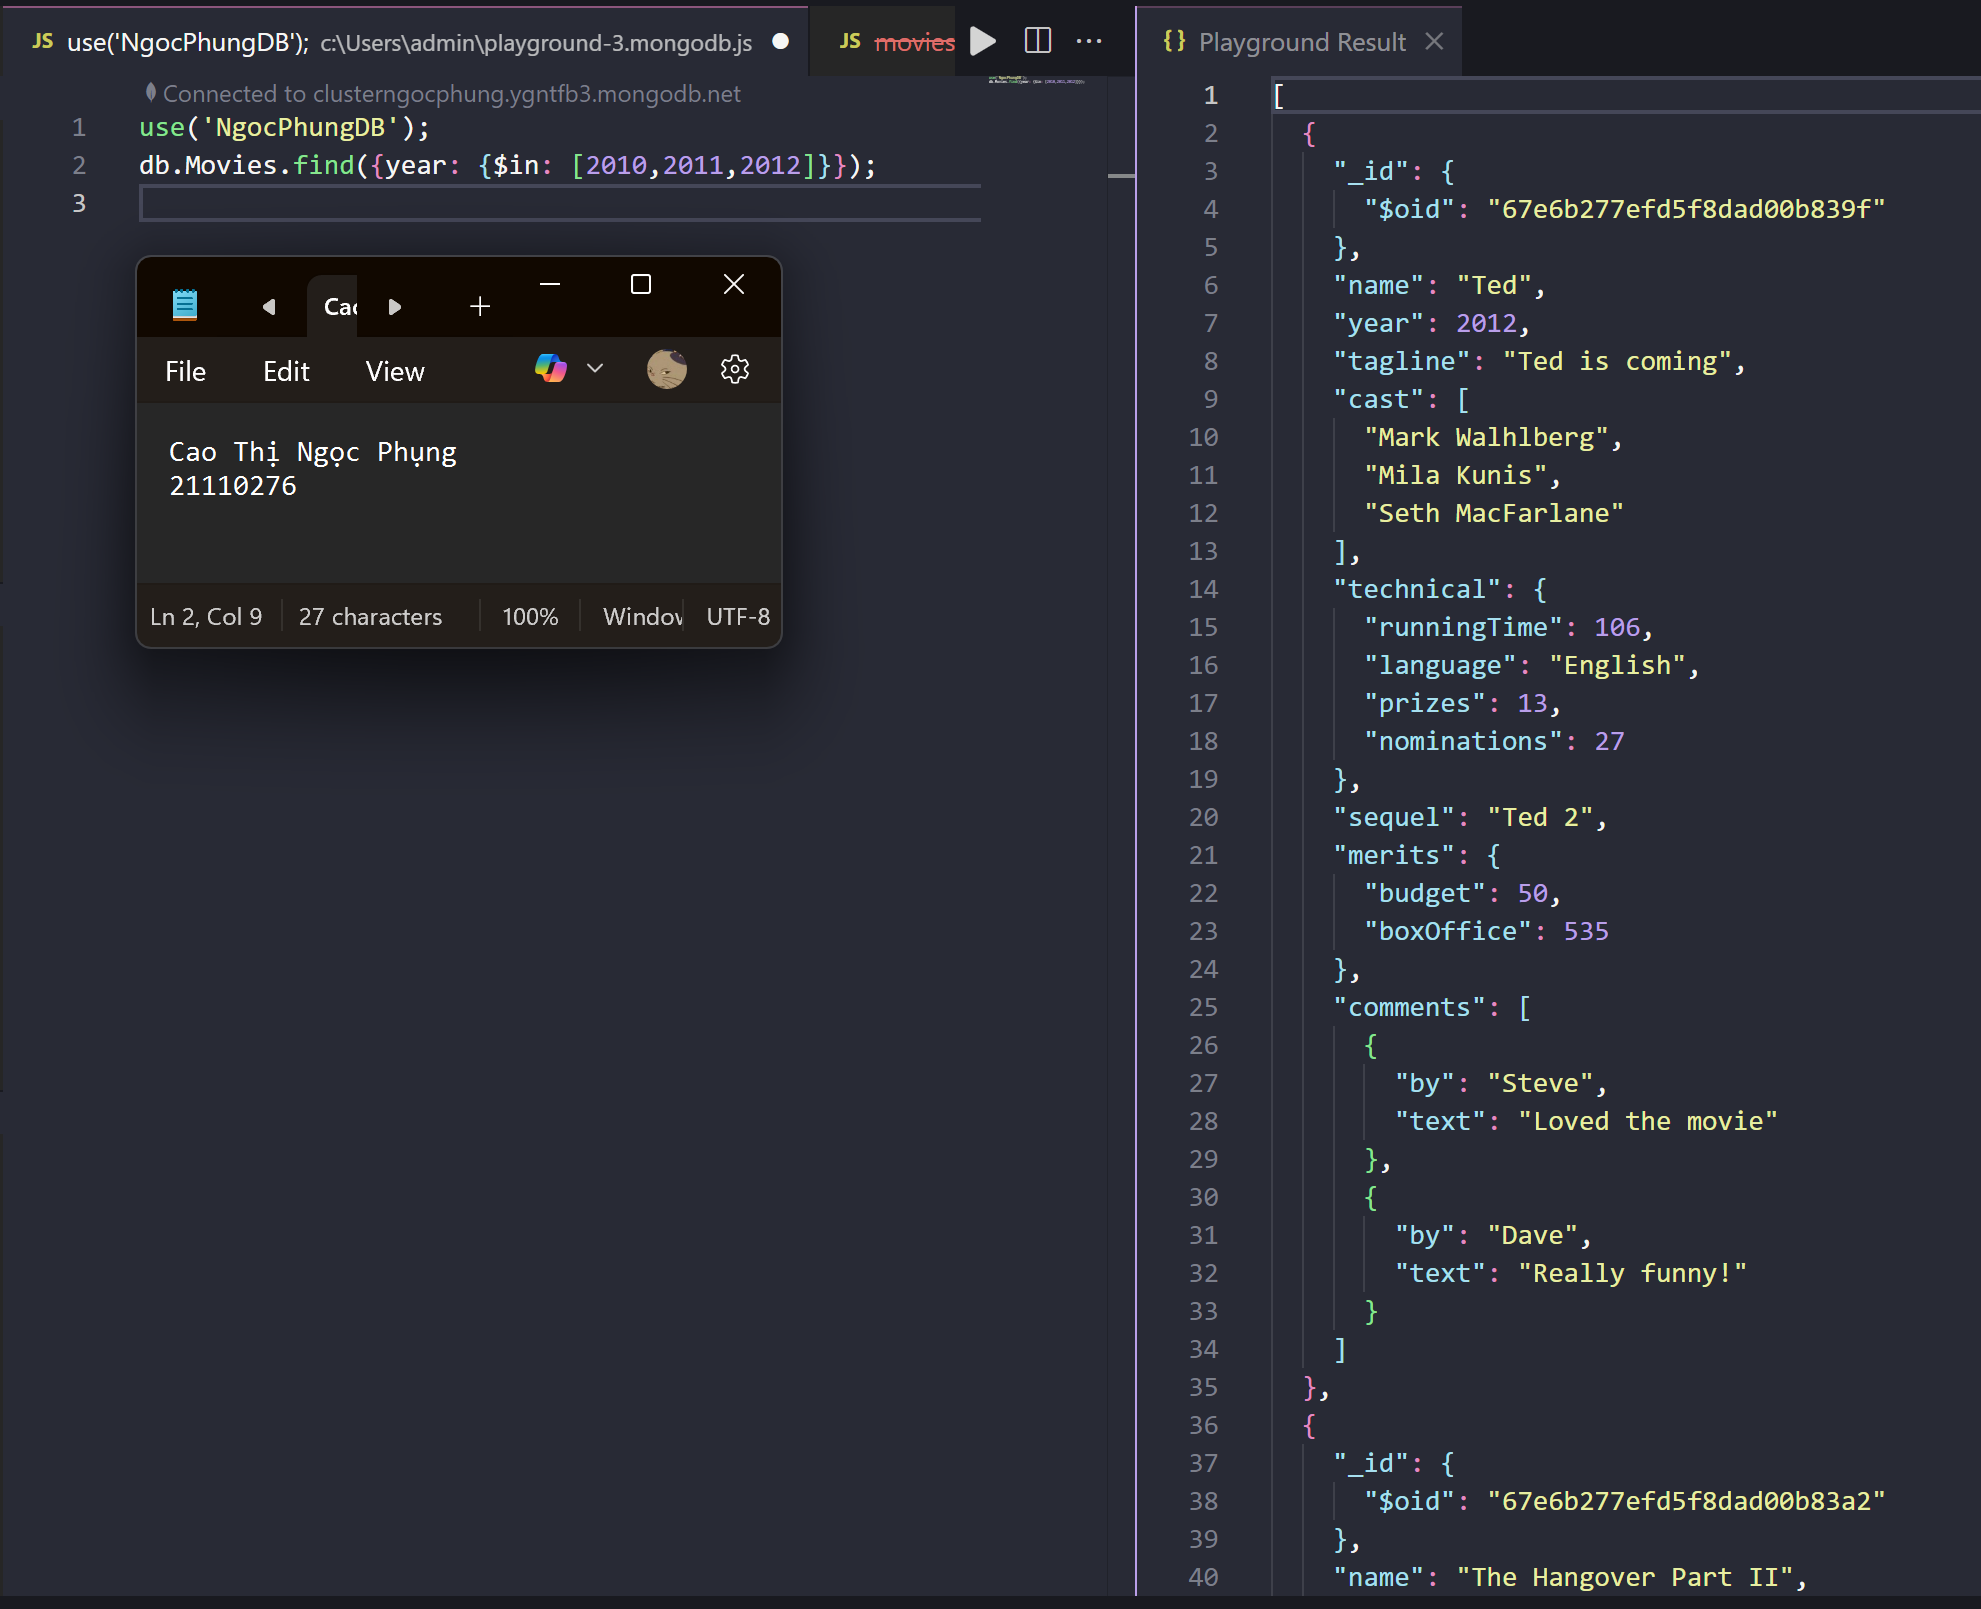 JS use('NgocPhungDB'); c:\Users\admin\playground-3.mongodb.js
JS movies
Connected to clusterngocphung.ygntfb3.mongodb.net
1 use('NgocPhungDB');
2 db.Movies.find({year: {$in: [2010,2011,2012]}});
3
Cao
File Edit View
Cao Thị Ngọc Phụng
21110276
Ln 2, Col 9 27 characters 100% Window UTF-8
{} Playground Result
1 [
2 {
3 "_id": {
4 "$oid": "67e6b277efd5f8dad00b839f"
5 },
6 "name": "Ted",
7 "year": 2012,
8 "tagline": "Ted is coming",
9 "cast": [
10 "Mark Walhlberg",
11 "Mila Kunis",
12 "Seth MacFarlane"
13 ],
14 "technical": {
15 "runningTime": 106,
16 "language": "English",
17 "prizes": 13,
18 "nominations": 27
19 },
20 "sequel": "Ted 2",
21 "merits": {
22 "budget": 50,
23 "boxOffice": 535
24 },
25 "comments": [
26 {
27 "by": "Steve",
28 "text": "Loved the movie"
29 },
30 {
31 "by": "Dave",
32 "text": "Really funny!"
33 }
34 ]
35 },
36 {
37 "_id": {
38 "$oid": "67e6b277efd5f8dad00b83a2"
39 },
40 "name": "The Hangover Part II",